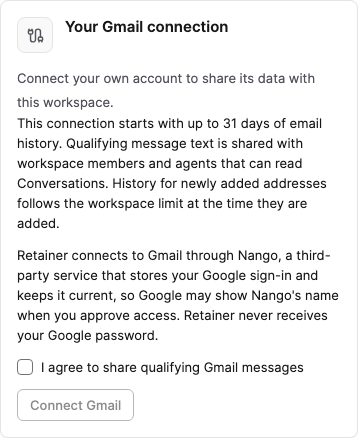 Your Gmail connection
Connect your own account to share its data with
this workspace.
This connection starts with up to 31 days of email
history. Qualifying message text is shared with
workspace members and agents that can read
Conversations. History for newly added addresses
follows the workspace limit at the time they are
added.
Retainer connects to Gmail through Nango, a third-
party service that stores your Google sign-in and
keeps it current, so Google may show Nango's name
when you approve access. Retainer never receives
your Google password.
I agree to share qualifying Gmail messages
Connect Gmail